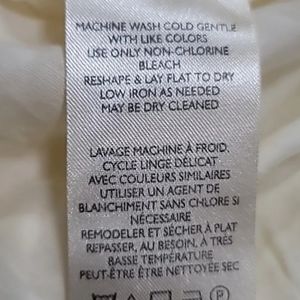 MACHINE WASH COLD GENTLE
WITH LIKE COLORS
USE ONLY NON-CHLORINE
BLEACH
RESHAPE & LAY FLAT TO DRY
LOW IRON AS NEEDED
MAY BE DRY CLEANED
LAVAGE MACHINE À FROID,
CYCLE LINGE DÉLICAT
AVEC COULEURS SIMILAIRES
UTILISER UN AGENT DE
BLANCHIMENT SANS CHLORE SI
NÉCESSAIRE
REMODELER ET SÉCHER À PLAT
REPASSER, AU BESOIN, À TRÈS
BASSE TEMPÉRATURE
PEUT-ÊTRE ÊTRE NETTOYÉE SEC